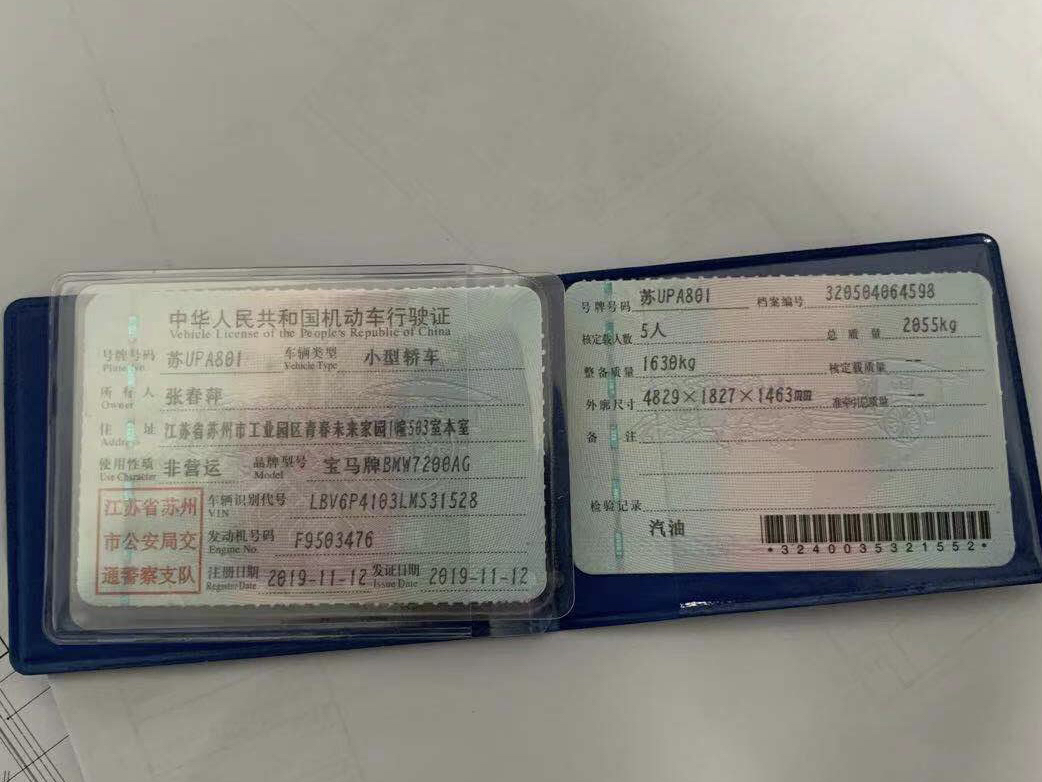 中华人民共和国机动车行驶证
Vehicle License of the People's Republic of China
号牌号码 苏UPA801 车辆类型 小型轿车
Plate No. Vehicle Type
所有人 张春萍
Owner
住址 江苏省苏州市工业园区青春未来家园1幢503室本室
Address
使用性质 非营运 品牌型号 宝马牌BMW7200AG
Use Character Model
江苏省苏州
市公安局交
通警察支队
车辆识别代号 LBV6P4103LMS31528
VIN
发动机号码 F9503476
Engine No.
注册日期 2019-11-12 发证日期 2019-11-12
Register Date Issue Date
号牌号码 苏UPA801 档案编号 320504064598
核定载人数 5人 总质量 2055kg
整备质量 1630kg 核定载质量 --
外廓尺寸 4829×1827×1463mm 准牵引总质量 --
备注
检验记录
汽油
*3240035321552*